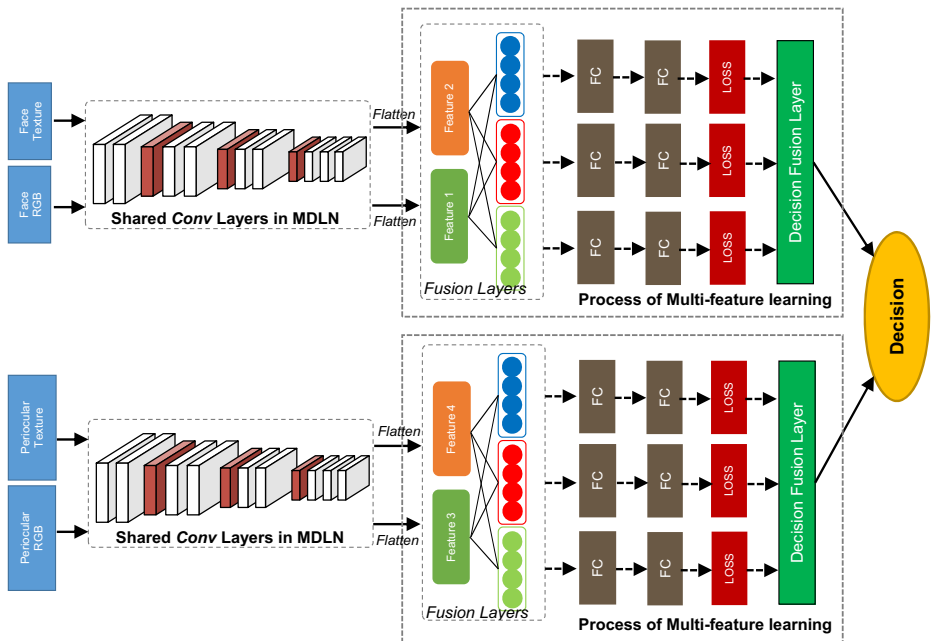 Face
Texture
Face
RGB
Shared Conv Layers in MDLN
Flatten
Flatten
Feature 2
Feature 1
Fusion Layers
FC
FC
LOSS
FC
FC
LOSS
FC
FC
LOSS
Decision Fusion Layer
Process of Multi-feature learning
Decision
Periocular
Texture
Periocular
RGB
Shared Conv Layers in MDLN
Flatten
Flatten
Feature 4
Feature 3
Fusion Layers
FC
FC
LOSS
FC
FC
LOSS
FC
FC
LOSS
Decision Fusion Layer
Process of Multi-feature learning